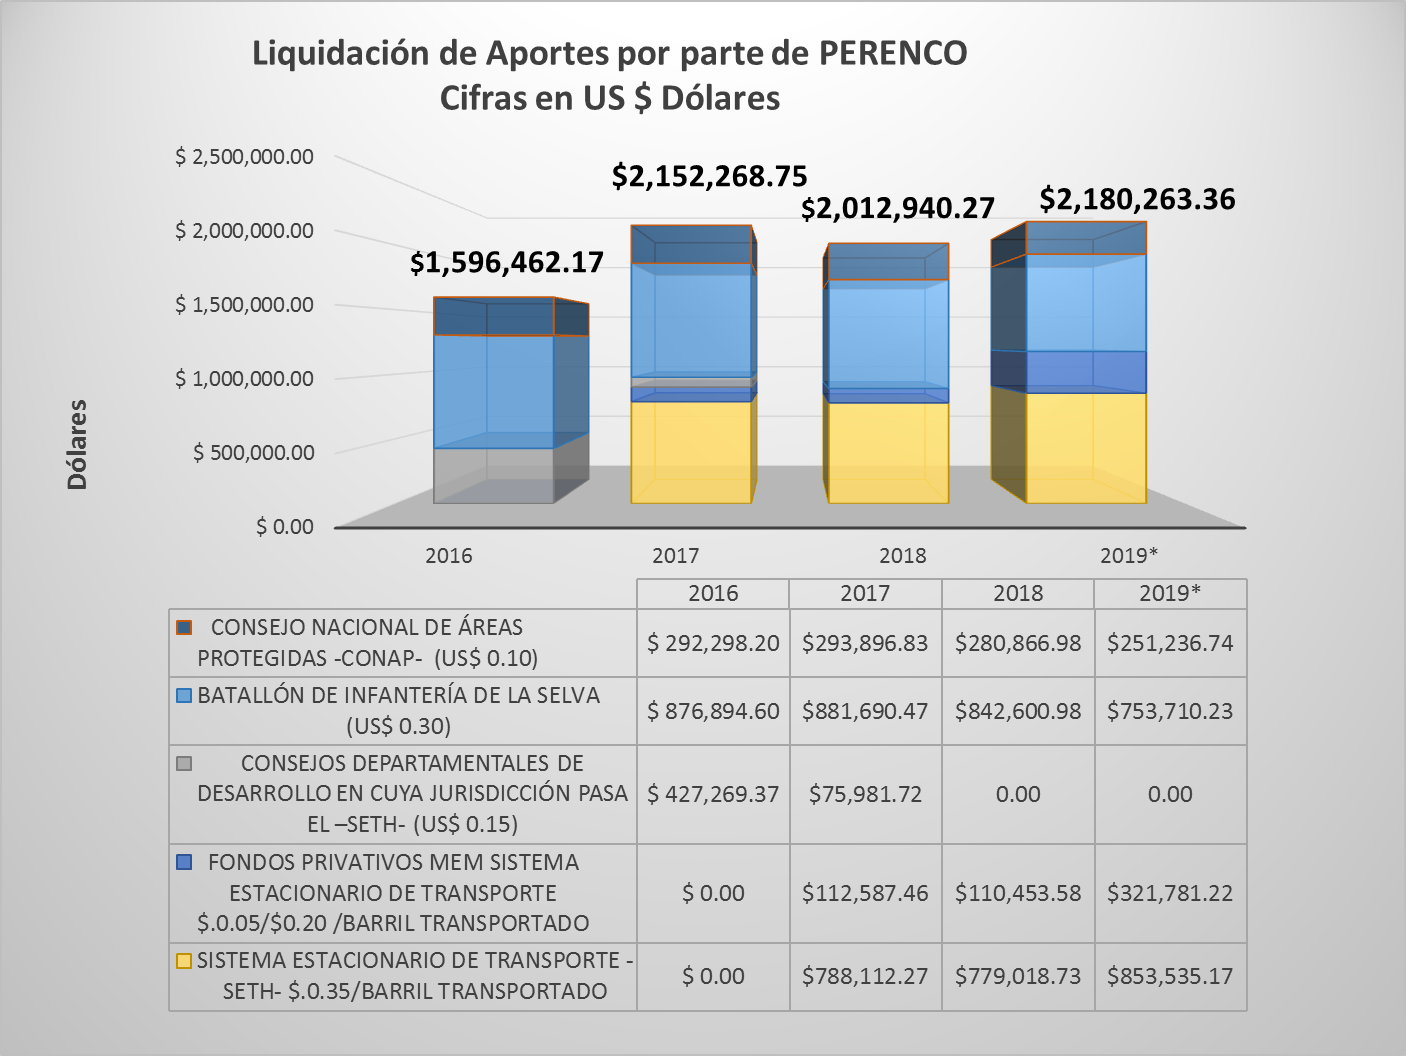 Liquidación de Aportes por parte de PERENCO
Cifras en US $ Dólares
Dólares
$ 2,500,000.00
$ 2,000,000.00
$ 1,500,000.00
$ 1,000,000.00
$ 500,000.00
$ 0.00
$1,596,462.17
$2,152,268.75
$2,012,940.27
$2,180,263.36
2016 2017 2018 2019*
2016 2017 2018 2019*
CONSEJO NACIONAL DE ÁREAS
PROTEGIDAS -CONAP- (US$ 0.10)
$ 292,298.20 $293,896.83 $280,866.98 $251,236.74
BATALLÓN DE INFANTERÍA DE LA SELVA
(US$ 0.30)
$ 876,894.60 $881,690.47 $842,600.98 $753,710.23
CONSEJOS DEPARTAMENTALES DE
DESARROLLO EN CUYA JURISDICCIÓN PASA
EL –SETH- (US$ 0.15)
$ 427,269.37 $75,981.72 0.00 0.00
FONDOS PRIVATIVOS MEM SISTEMA
ESTACIONARIO DE TRANSPORTE
$.0.05/$0.20 /BARRIL TRANSPORTADO
$ 0.00 $112,587.46 $110,453.58 $321,781.22
SISTEMA ESTACIONARIO DE TRANSPORTE -
SETH- $.0.35/BARRIL TRANSPORTADO
$ 0.00 $788,112.27 $779,018.73 $853,535.17